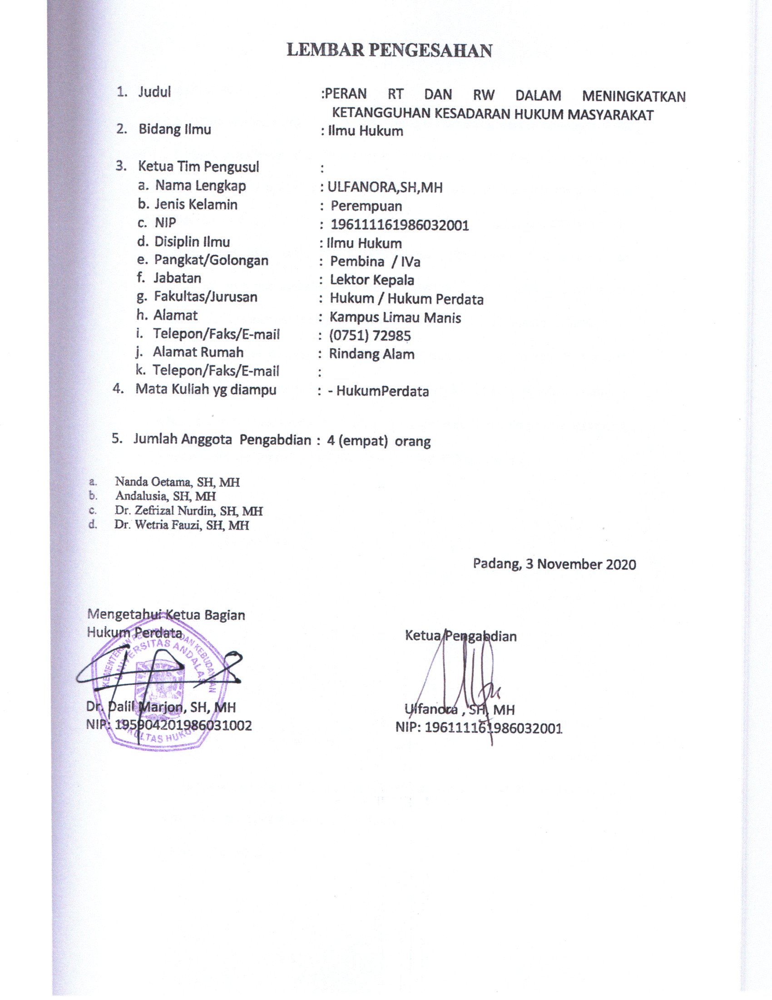 LEMBAR PENGESAHAN
1. Judul :PERAN RT DAN RW DALAM MENINGKATKAN
KETANGGUHAN KESADARAN HUKUM MASYARAKAT
2. Bidang Ilmu : Ilmu Hukum
3. Ketua Tim Pengusul :
a. Nama Lengkap : ULFANORA,SH,MH
b. Jenis Kelamin : Perempuan
c. NIP : 196111161986032001
d. Disiplin Ilmu : Ilmu Hukum
e. Pangkat/Golongan : Pembina / IVa
f. Jabatan : Lektor Kepala
g. Fakultas/Jurusan : Hukum / Hukum Perdata
h. Alamat : Kampus Limau Manis
i. Telepon/Faks/E-mail : (0751) 72985
j. Alamat Rumah : Rindang Alam
k. Telepon/Faks/E-mail :
4. Mata Kuliah yg diampu : - HukumPerdata
5. Jumlah Anggota Pengabdian : 4 (empat) orang
a. Nanda Oetama, SH, MH
b. Andalusia, SH, MH
c. Dr. Zefrizal Nurdin, SH, MH
d. Dr. Wetria Fauzi, SH, MH
Padang, 3 November 2020
Mengetahui Ketua Bagian
Hukum Perdata
Ketua Pengabdian
KEMENTERIAN PENDIDIKAN DAN KEBUDAYAAN
UNIVERSITAS ANDALAS
Dr. Dalil Marjon, SH, MH
Ulfanora , SH, MH
NIP: 195904201986031002
NIP: 196111161986032001
FAKULTAS HUKUM